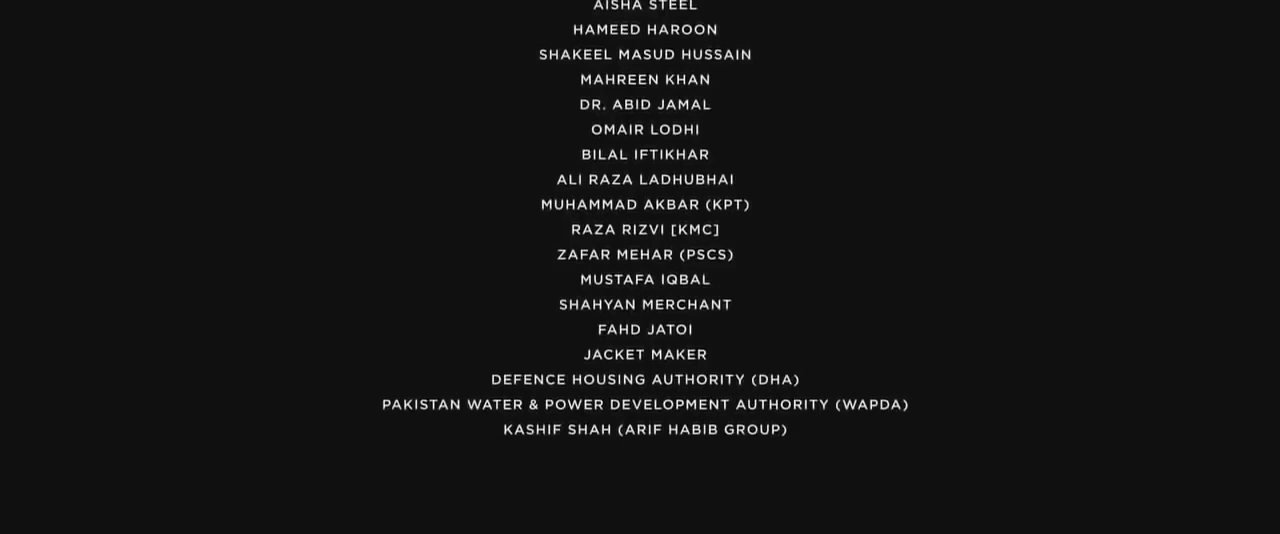 AISHA STEEL
HAMEED HAROON
SHAKEEL MASUD HUSSAIN
MAHREEN KHAN
DR. ABID JAMAL
OMAIR LODHI
BILAL IFTIKHAR
ALI RAZA LADHUBHAI
MUHAMMAD AKBAR (KPT)
RAZA RIZVI [KMC]
ZAFAR MEHAR (PSCS)
MUSTAFA IQBAL
SHAHYAN MERCHANT
FAHD JATOI
JACKET MAKER
DEFENCE HOUSING AUTHORITY (DHA)
PAKISTAN WATER & POWER DEVELOPMENT AUTHORITY (WAPDA)
KASHIF SHAH (ARIF HABIB GROUP)